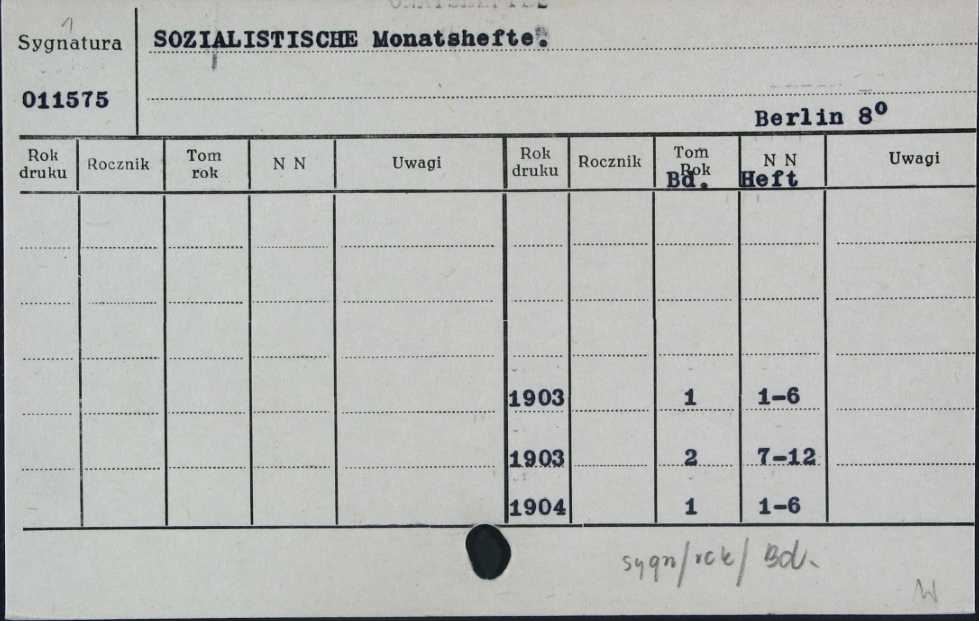 Sygnatura
SOZIALISTISCHE Monatshefte.
011575
Berlin 8º
Rok druku Rocznik Tom rok N N Uwagi Rok druku Rocznik Tom Rok N N Uwagi
Bd. Heft
1903 1 1-6
1903 2 7-12
1904 1 1-6
sygn/rok/Bd.
W